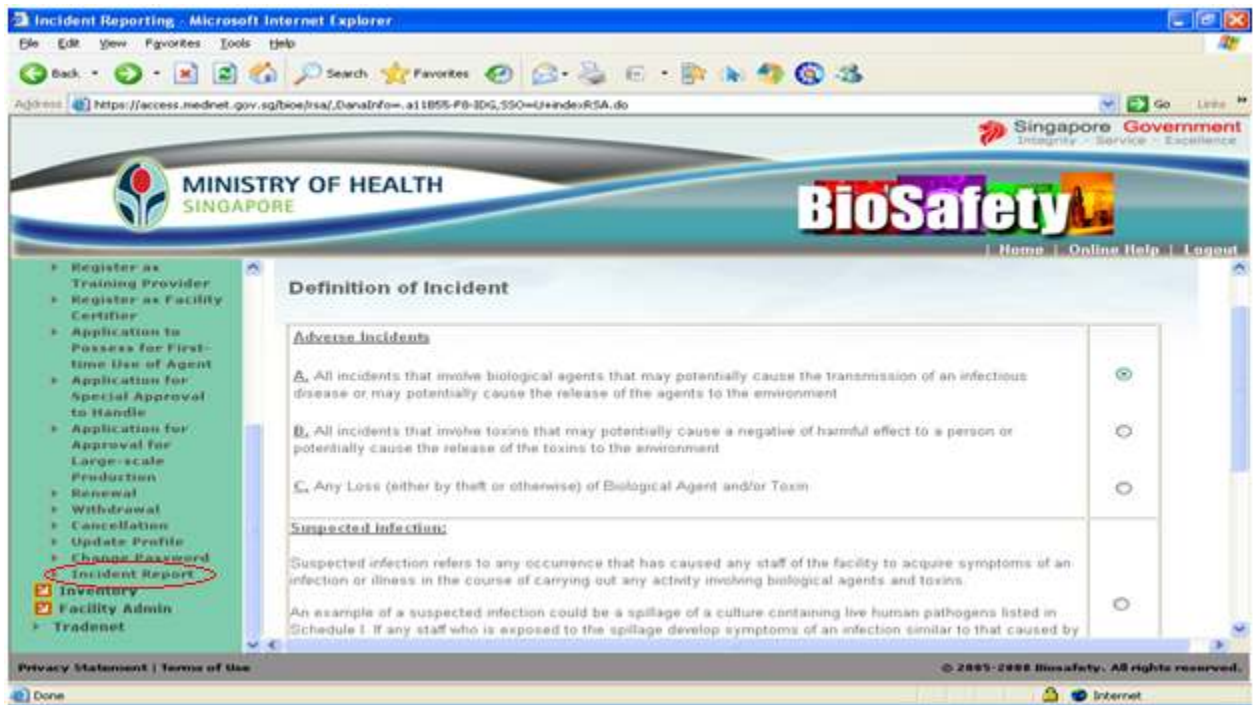 Incident Reporting - Microsoft Internet Explorer
File Edit View Favorites Tools Help
Back Search Favorites
Address https://access.mednet.gov.sg/bioe/rsa/,DanaInfo=.a11855-F8-IDG,SSO=U+indexRSA.do Go Links
Singapore Government
Integrity - Service - Excellence
MINISTRY OF HEALTH
SINGAPORE
BioSafety
| Home | Online Help | Logout
Register as
Training Provider
Register as Facility
Certifier
Application to
Possess for First-
time Use of Agent
Application for
Special Approval
to Handle
Application for
Approval for
Large-scale
Production
Renewal
Withdrawal
Cancellation
Update Profile
Change Password
Incident Report
Inventory
Facility Admin
Tradenet
Definition of Incident
Adverse Incidents
A. All incidents that involve biological agents that may potentially cause the transmission of an infectious
disease or may potentially cause the release of the agents to the environment
B. All incidents that involve toxins that may potentially cause a negative of harmful effect to a person or
potentially cause the release of the toxins to the environment
C. Any Loss (either by theft or otherwise) of Biological Agent and/or Toxin
Suspected infection:
Suspected infection refers to any occurrence that has caused any staff of the facility to acquire symptoms of an
infection or illness in the course of carrying out any activity involving biological agents and toxins.
An example of a suspected infection could be a spillage of a culture containing live human pathogens listed in
Schedule I. If any staff who is exposed to the spillage develop symptoms of an infection similar to that caused by
Privacy Statement | Terms of Use
© 2005-2008 Biosafety. All rights reserved.
Done
Internet